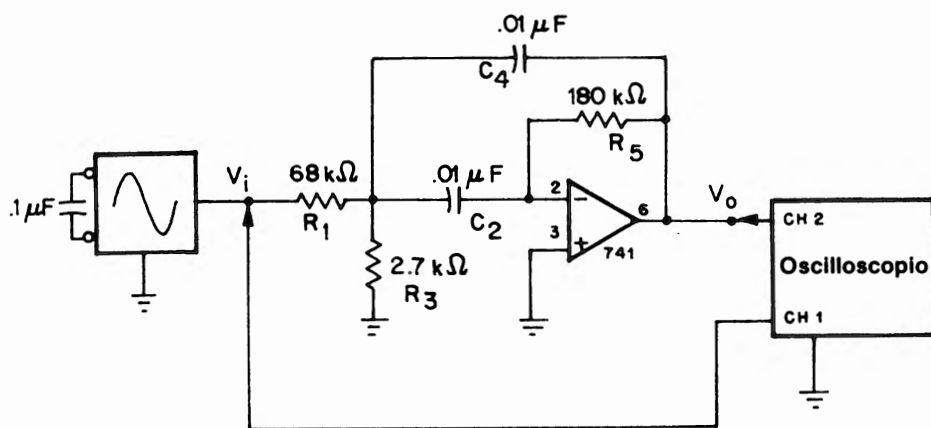 .01 µF
C4
180 kΩ
R5
Vi
68 kΩ
R1
.01 µF
C2
2
−
6
3
+
741
Vo
CH 2
Oscilloscopio
CH 1
.1 µF
2.7 kΩ
R3